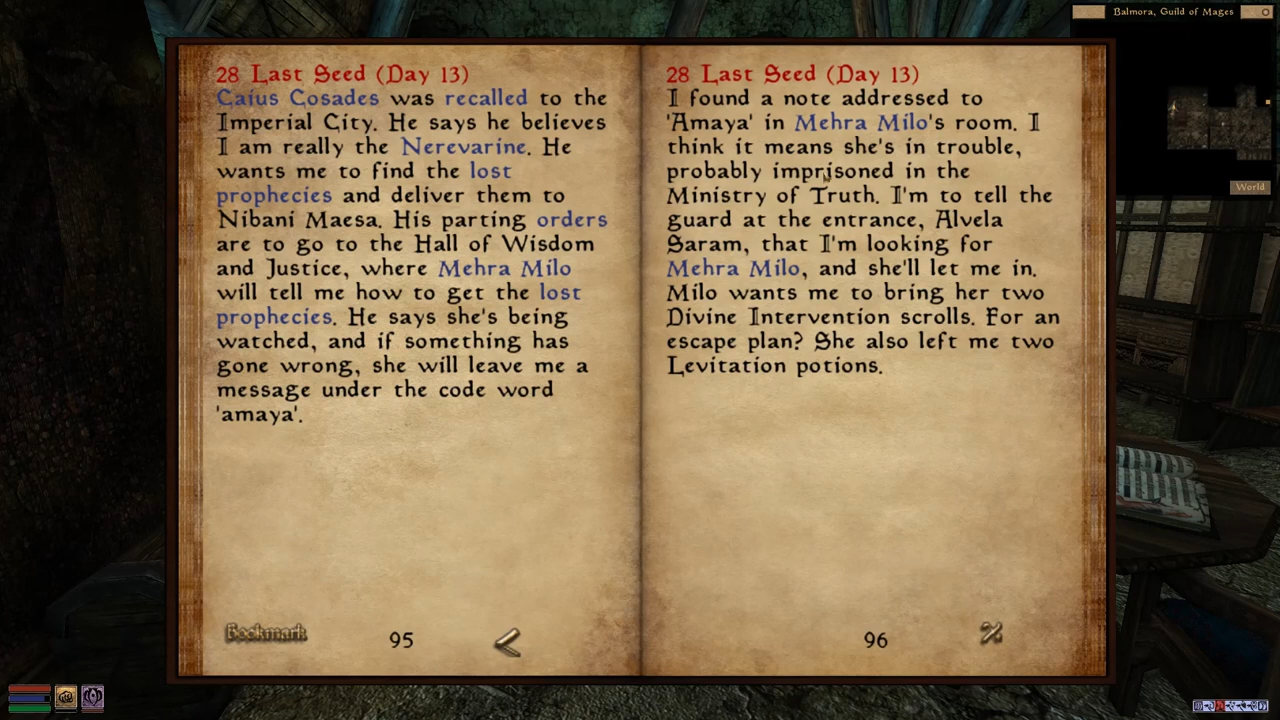 Balmora, Guild of Mages
World
28 Last Seed (Day 13)
Caius Cosades was recalled to the
Imperial City. He says he believes
I am really the Nerevarine. He
wants me to find the lost
prophecies and deliver them to
Nibani Maesa. His parting orders
are to go to the Hall of Wisdom
and Justice, where Mehra Milo
will tell me how to get the lost
prophecies. He says she's being
watched, and if something has
gone wrong, she will leave me a
message under the code word
'amaya'.
Bookmark
95
28 Last Seed (Day 13)
I found a note addressed to
'Amaya' in Mehra Milo's room. I
think it means she's in trouble,
probably imprisoned in the
Ministry of Truth. I'm to tell the
guard at the entrance, Alvela
Saram, that I'm looking for
Mehra Milo, and she'll let me in.
Milo wants me to bring her two
Divine Intervention scrolls. For an
escape plan? She also left me two
Levitation potions.
96